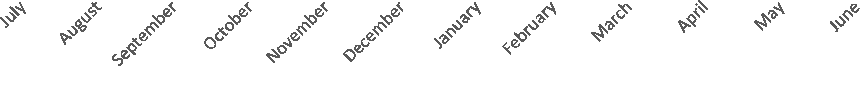 July
August
September
October
November
December
January
February
March
April
May
June